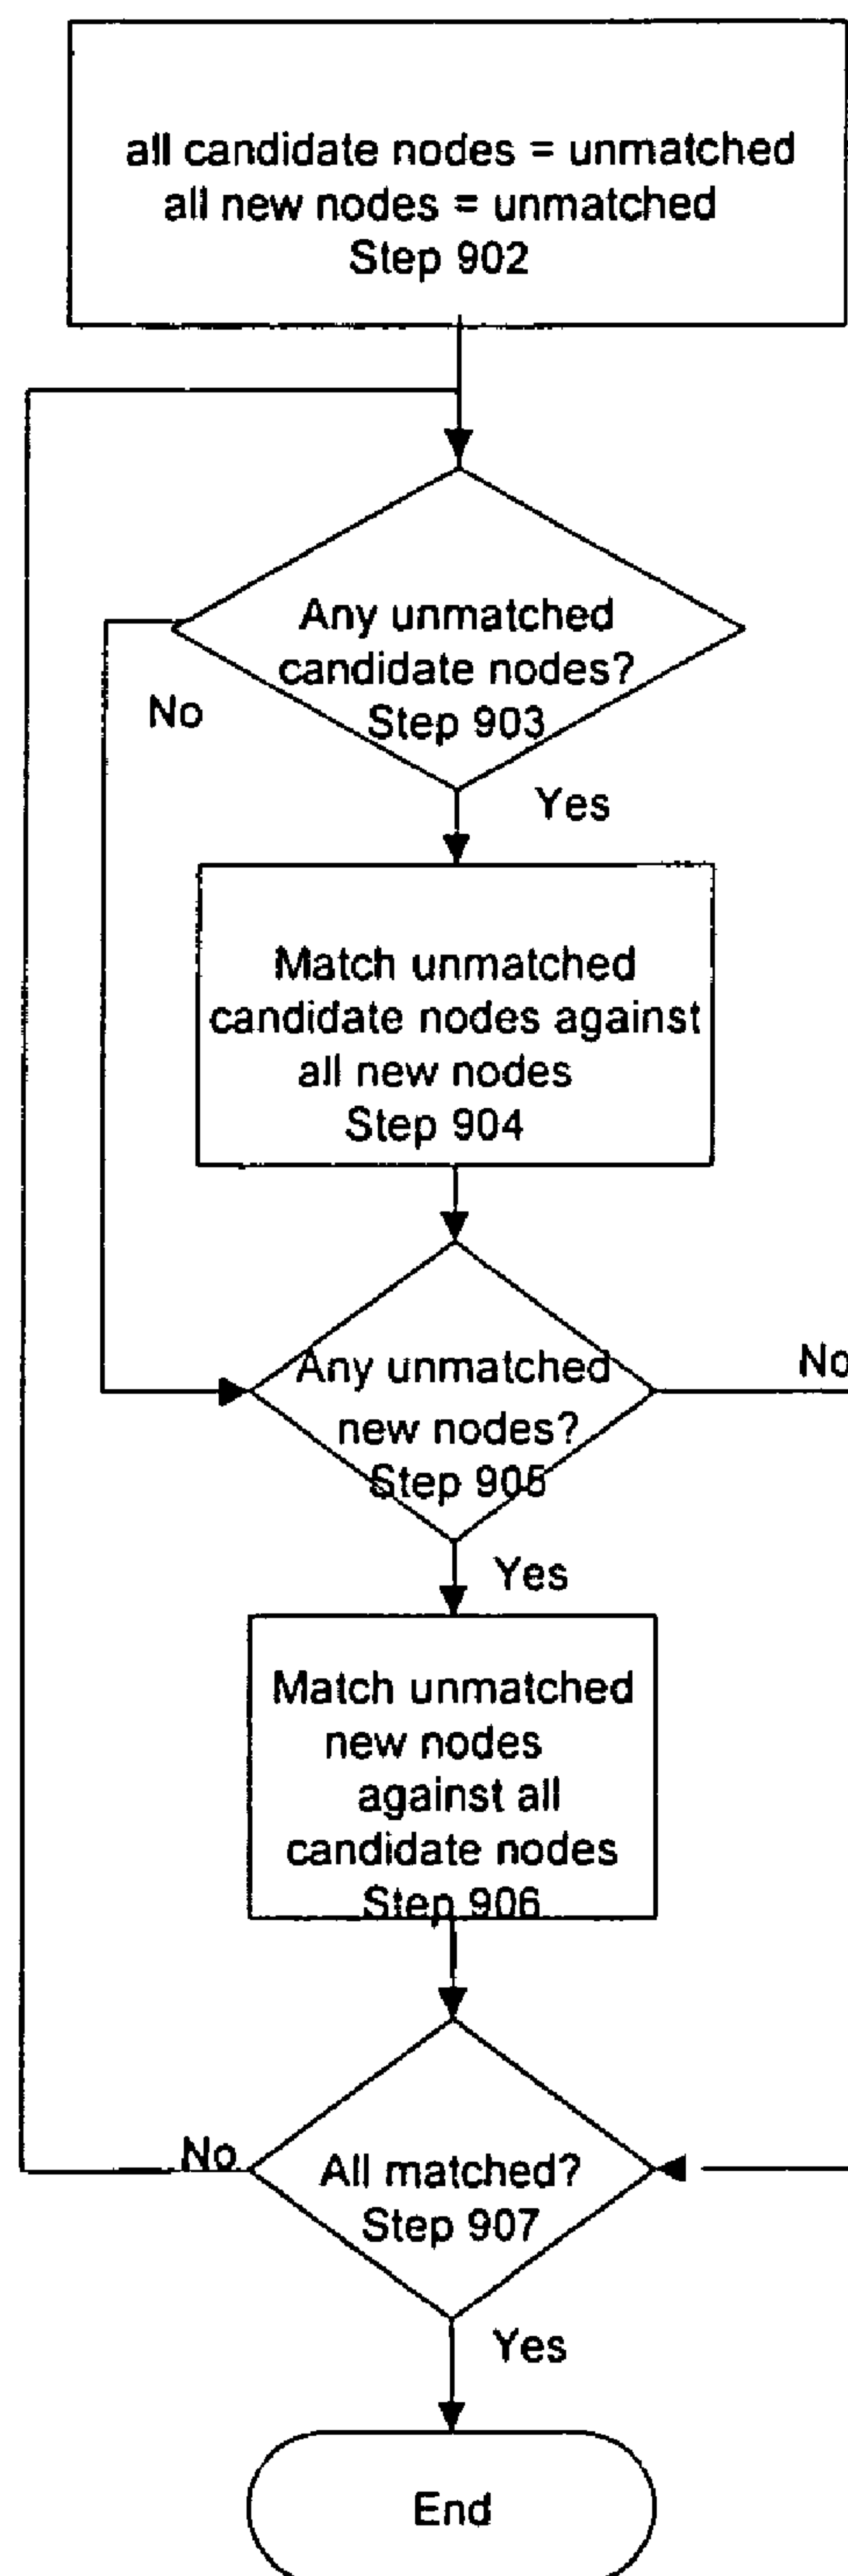 all candidate nodes = unmatched
all new nodes = unmatched
Step 902
Any unmatched
candidate nodes?
Step 903
No
Yes
Match unmatched
candidate nodes against
all new nodes
Step 904
Any unmatched
new nodes?
Step 905
No
Yes
Match unmatched
new nodes
against all
candidate nodes
Step 906
No
All matched?
Step 907
Yes
End